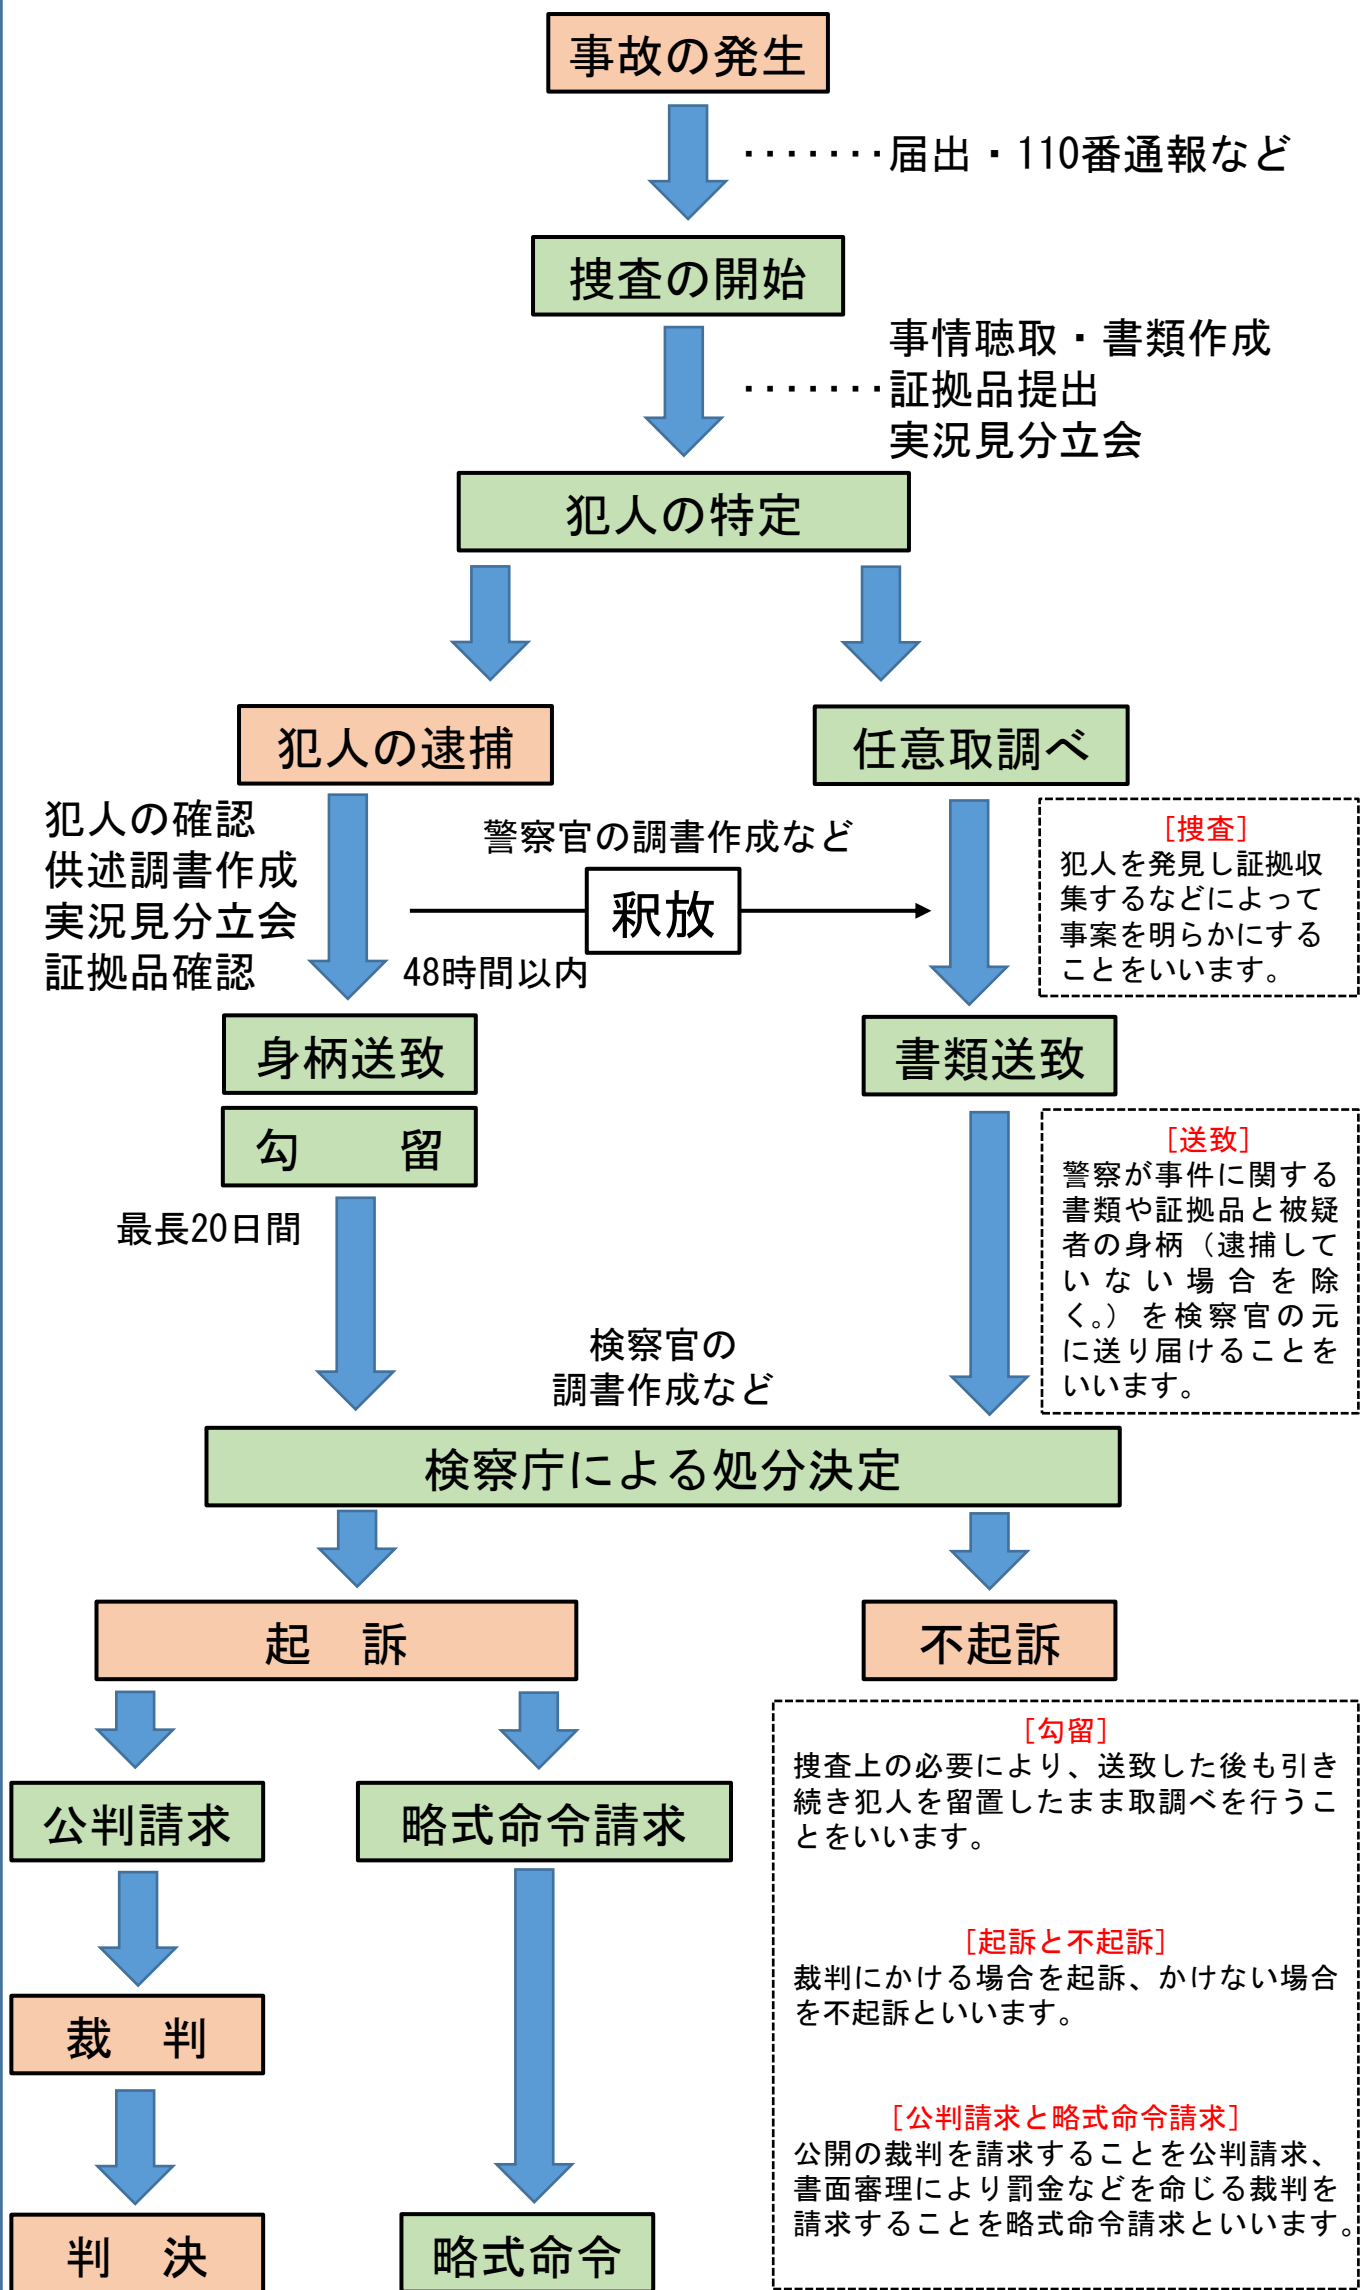 事故の発生
・・・・・・・届出・110番通報など
捜査の開始
事情聴取・書類作成
・・・・・・・証拠品提出
実況見分立会
犯人の特定
犯人の逮捕
任意取調べ
犯人の確認
供述調書作成
実況見分立会
証拠品確認
警察官の調書作成など
釈放
48時間以内
[捜査]
犯人を発見し証拠収
集するなどによって
事案を明らかにする
ことをいいます。
身柄送致
書類送致
勾　留
最長20日間
[送致]
警察が事件に関する
書類や証拠品と被疑
者の身柄（逮捕して
いない場合を除
く。）を検察官の元
に送り届けることを
いいます。
検察官の
調書作成など
検察庁による処分決定
起　訴
不起訴
公判請求
略式命令請求
裁　判
判　決
略式命令
[勾留]
捜査上の必要により、送致した後も引き
続き犯人を留置したまま取調べを行うこ
とをいいます。
[起訴と不起訴]
裁判にかける場合を起訴、かけない場合
を不起訴といいます。
[公判請求と略式命令請求]
公開の裁判を請求することを公判請求、
書面審理により罰金などを命じる裁判を
請求することを略式命令請求といいます。